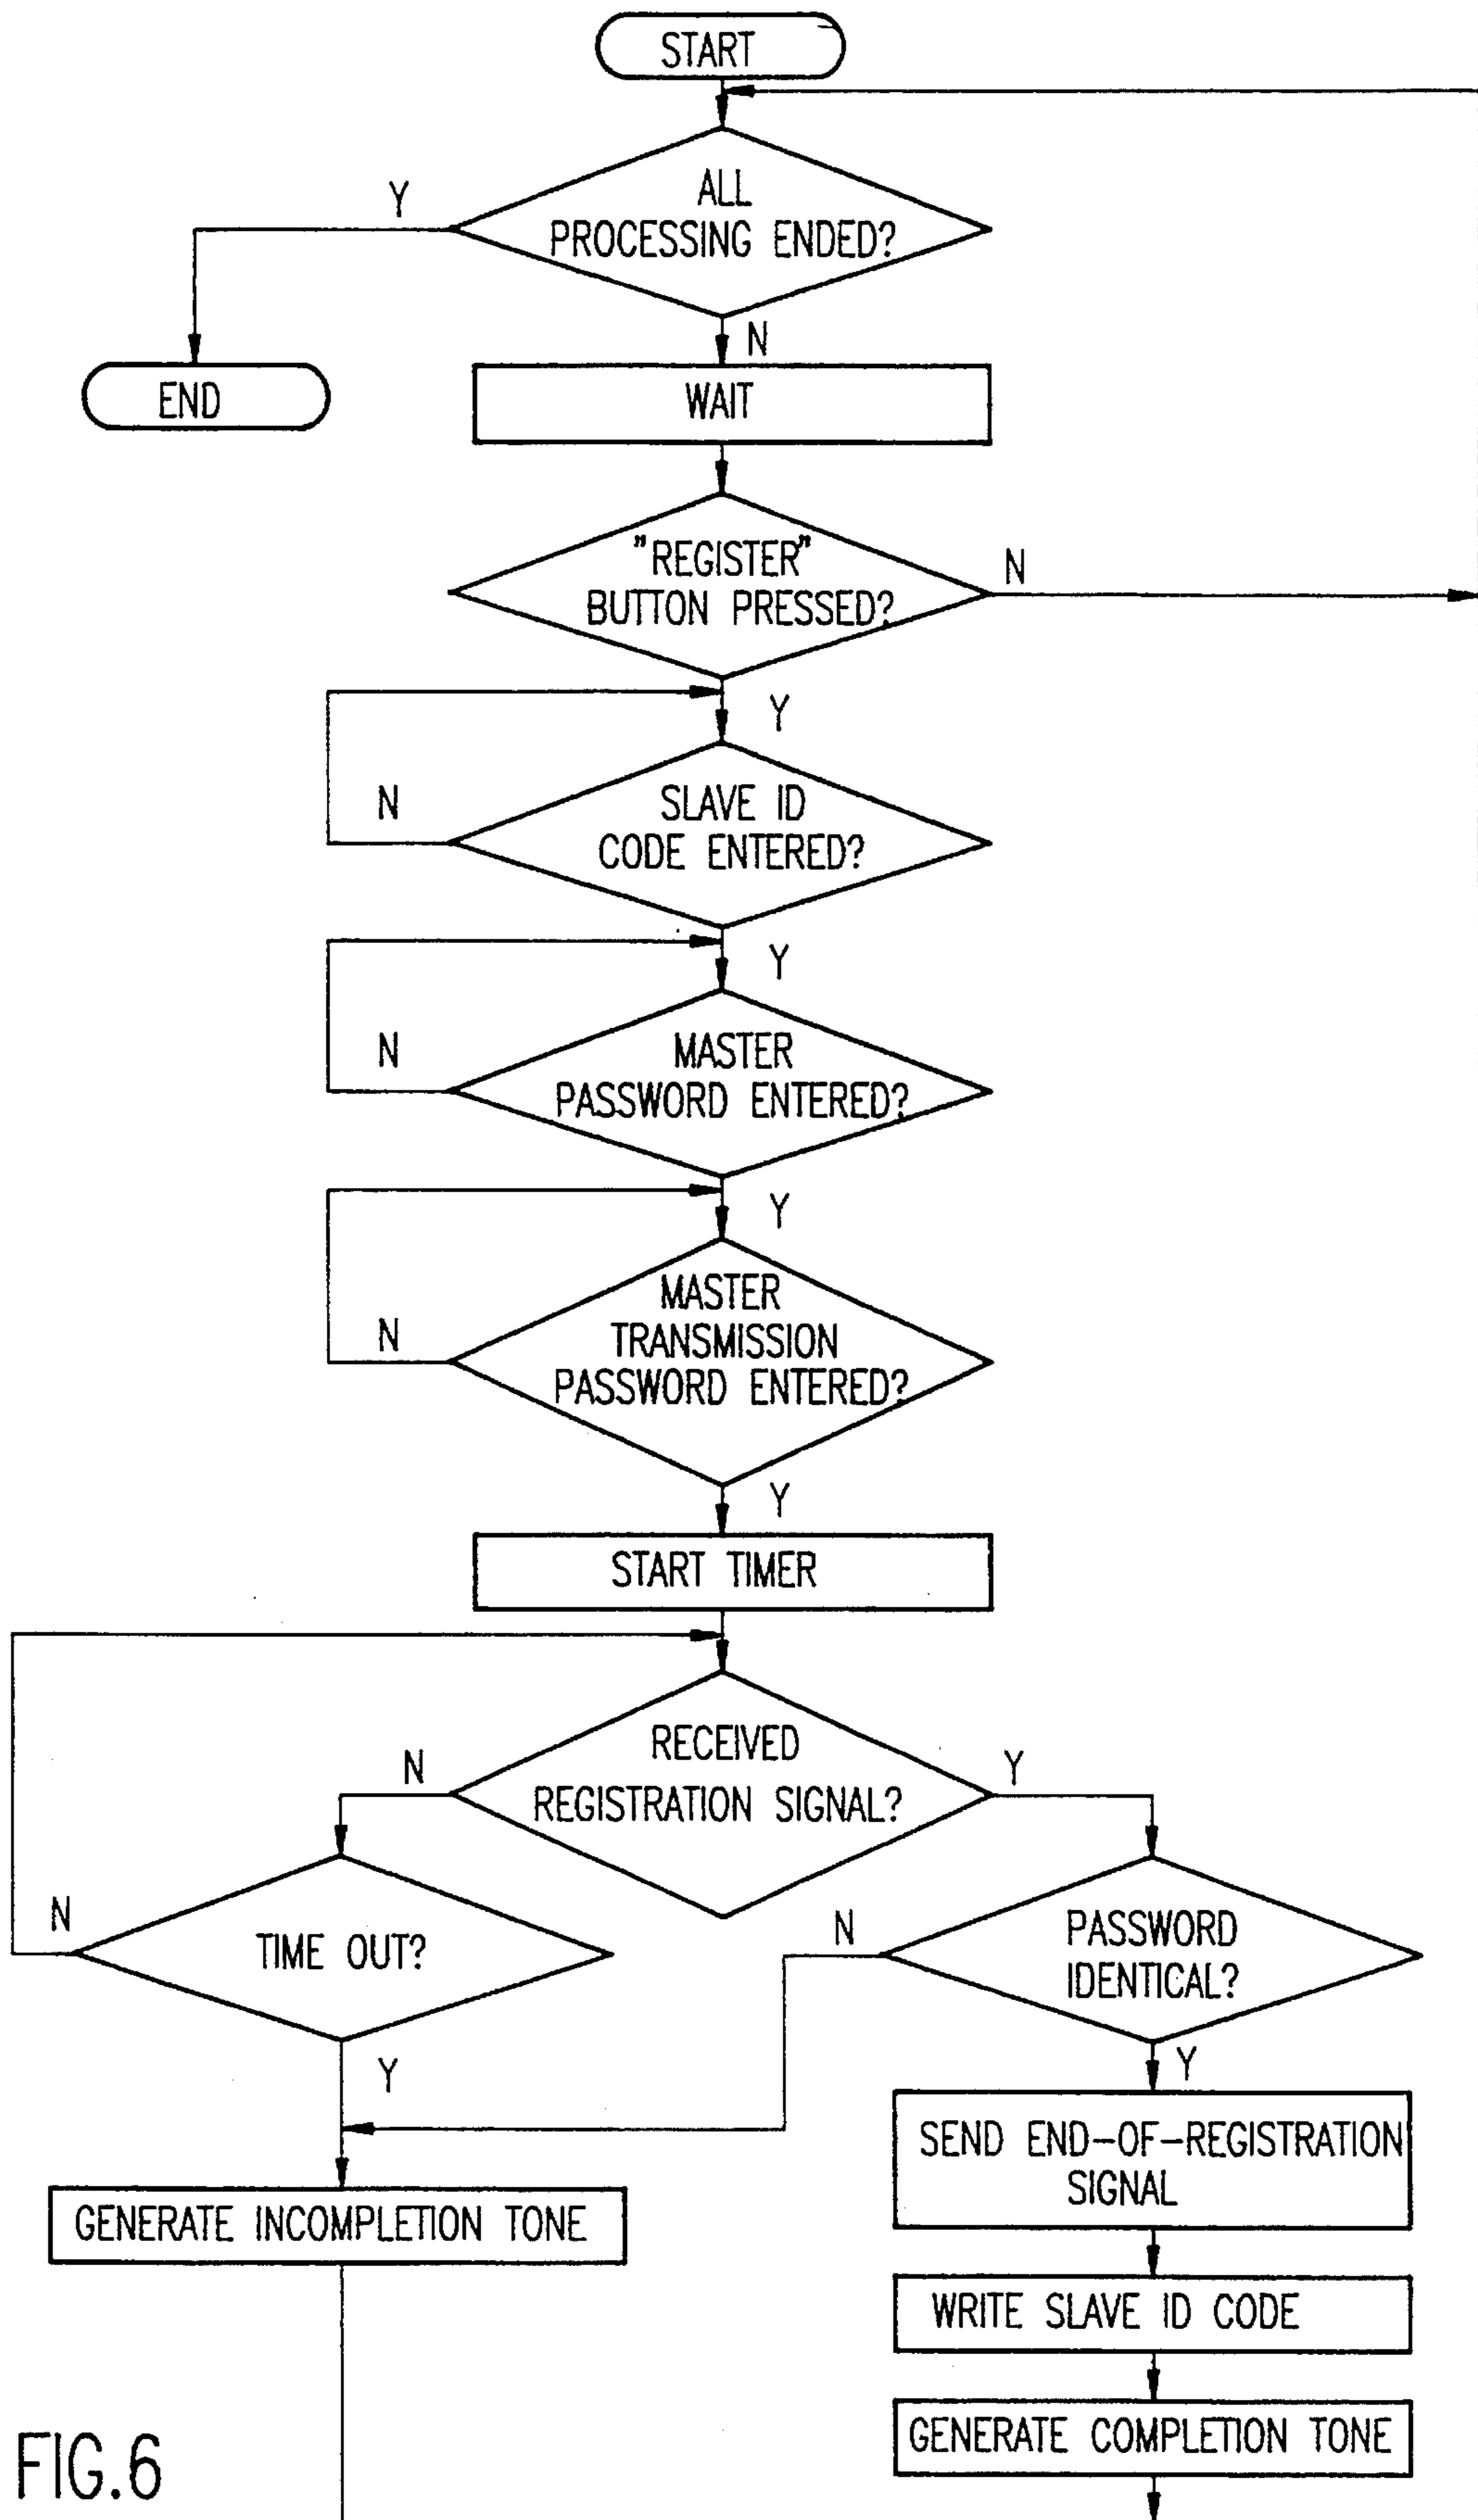 START
ALL
PROCESSING ENDED?
Y
N
END
WAIT
"REGISTER"
BUTTON PRESSED?
N
Y
SLAVE ID
CODE ENTERED?
N
Y
MASTER
PASSWORD ENTERED?
N
Y
MASTER
TRANSMISSION
PASSWORD ENTERED?
N
Y
START TIMER
RECEIVED
REGISTRATION SIGNAL?
N
Y
TIME OUT?
N
PASSWORD
IDENTICAL?
N
Y
Y
SEND END-OF-REGISTRATION
SIGNAL
GENERATE INCOMPLETION TONE
WRITE SLAVE ID CODE
GENERATE COMPLETION TONE
FIG.6